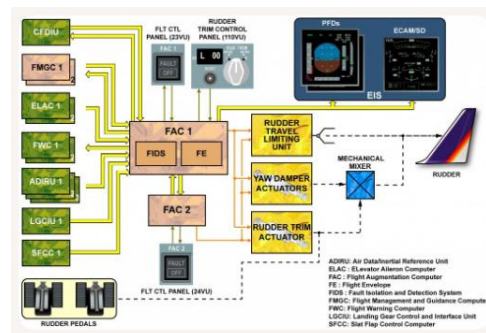 CFDIU
FMGC 1
2
ELAC 1
FWC 1
ADIRU 1
LGCIU 1
SFCC 1
FLT CTL
PANEL (23VU)
FAC 1
FAULT
OFF
RUDDER
TRIM CONTROL
PANEL (110VU)
L 00
PFDs
ECAM/SD
EIS
FAC 1
FIDS
FE
FAC 2
FAC 2
FAULT
OFF
FLT CTL PANEL (24VU)
RUDDER
TRAVEL
LIMITING
UNIT
YAW DAMPER
ACTUATORS
RUDDER TRIM
ACTUATOR
MECHANICAL
MIXER
RUDDER
RUDDER PEDALS
ADIRU: Air Data/Inertial Reference Unit
ELAC : ELevator Aileron Computer
FAC : Flight Augmentation Computer
FE : Flight Envelope
FIDS : Fault Isolation and Detection System
FMGC: Flight Management and Guidance Compute
FWC: Flight Warning Computer
LGCIU: Landing Gear Control and Interface Unit
SFCC: Slat Flap Control Computer